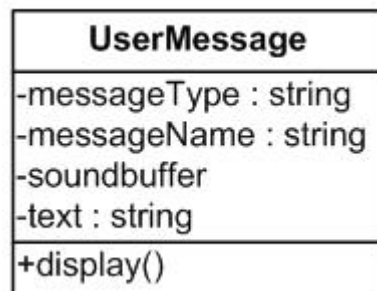 UserMessage
-messageType : string
-messageName : string
-soundbuffer
-text : string
+display()